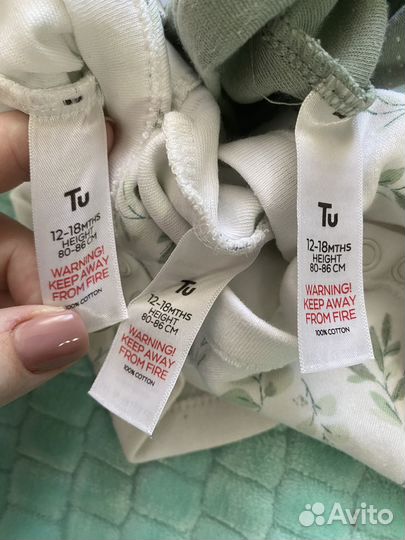 Tu
12-18MTHS
HEIGHT
80-86 CM
WARNING!
KEEP AWAY
FROM FIRE
100% COTTON
Tu
12-18MTHS
HEIGHT
80-86 CM
WARNING!
KEEP AWAY
FROM FIRE
100% COTTON
Tu
12-18MTHS
HEIGHT
80-86 CM
WARNING!
KEEP AWAY
FROM FIRE
100% COTTON
Avito